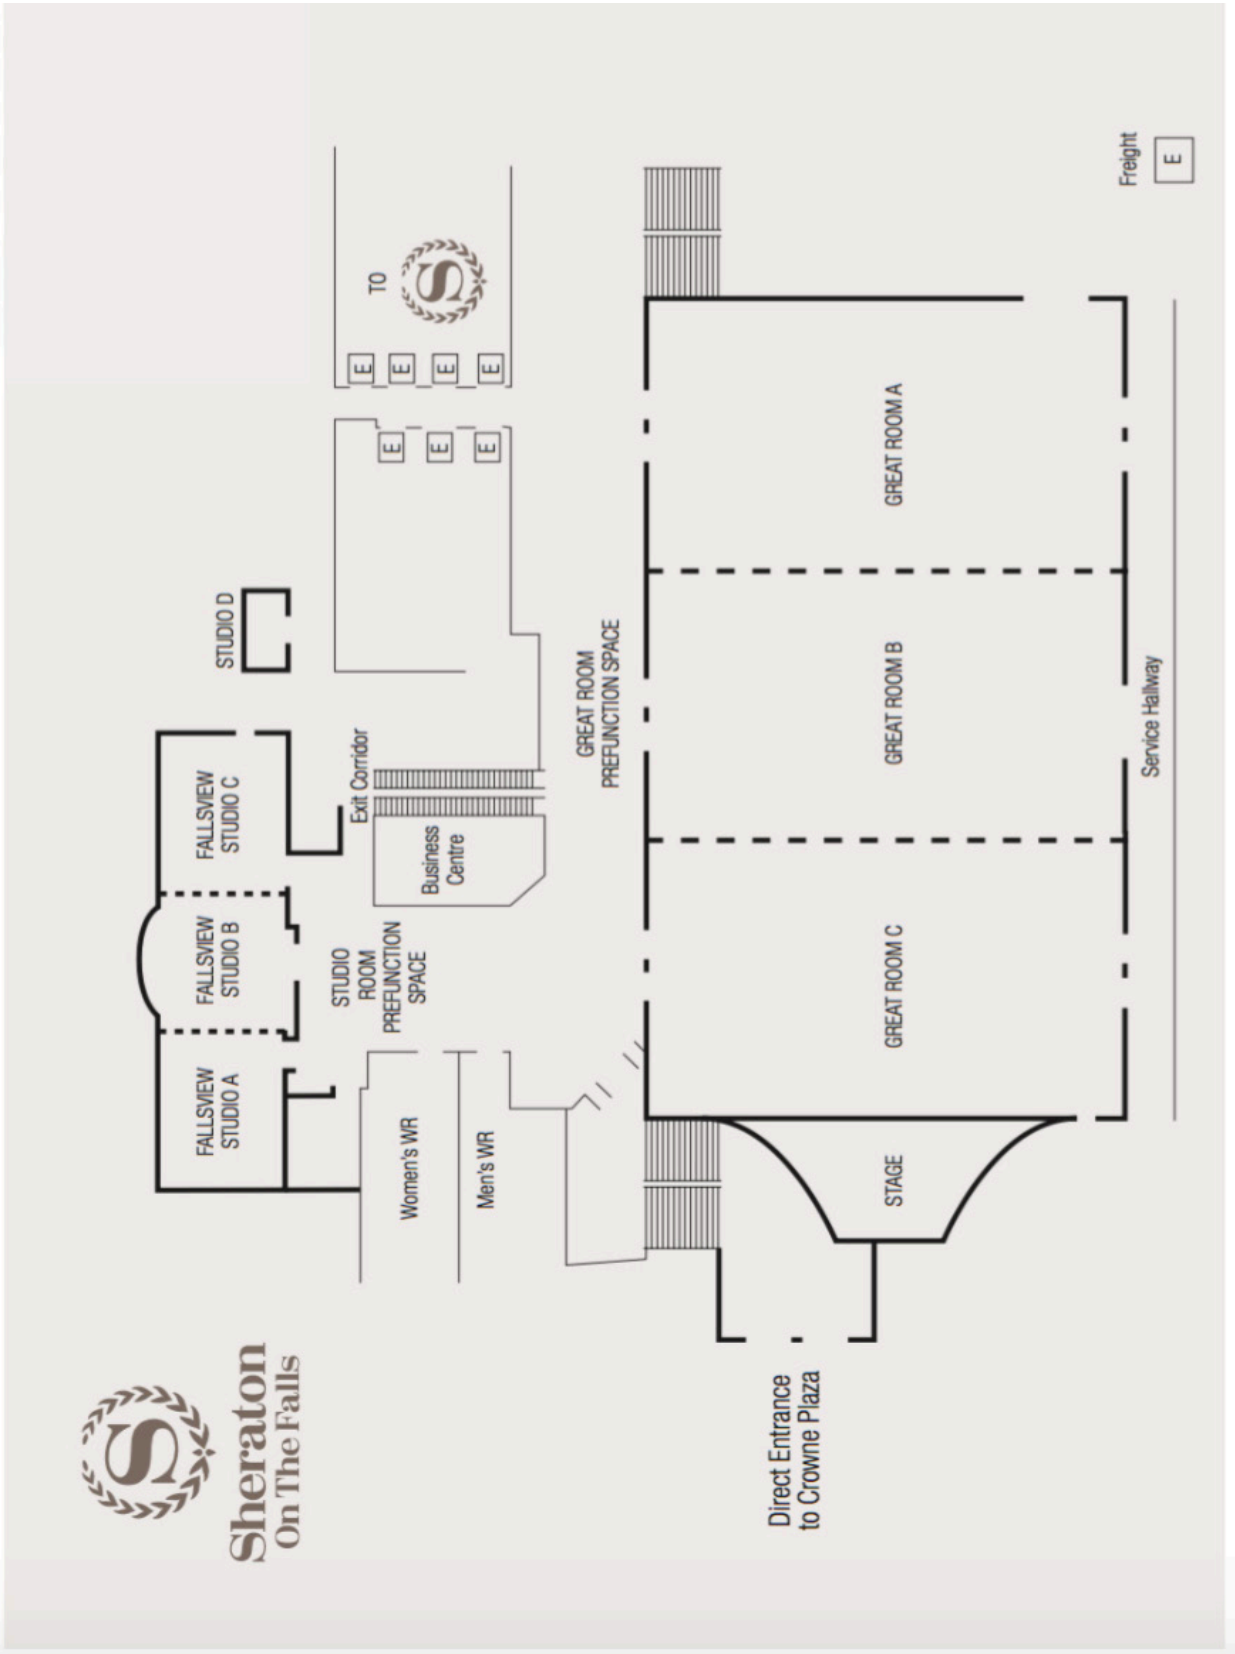 S
Sheraton
On The Falls
FALLSVIEW
STUDIO A
FALLSVIEW
STUDIO B
FALLSVIEW
STUDIO C
STUDIO D
Women's WR
Men's WR
STUDIO
ROOM
PREFUNCTION
SPACE
Business
Centre
Exit Corridor
E
E
E
E
E
E
E
TO
S
GREAT ROOM
PREFUNCTION SPACE
Direct Entrance
to Crowne Plaza
STAGE
GREAT ROOM C
GREAT ROOM B
GREAT ROOM A
Service Hallway
Freight
E